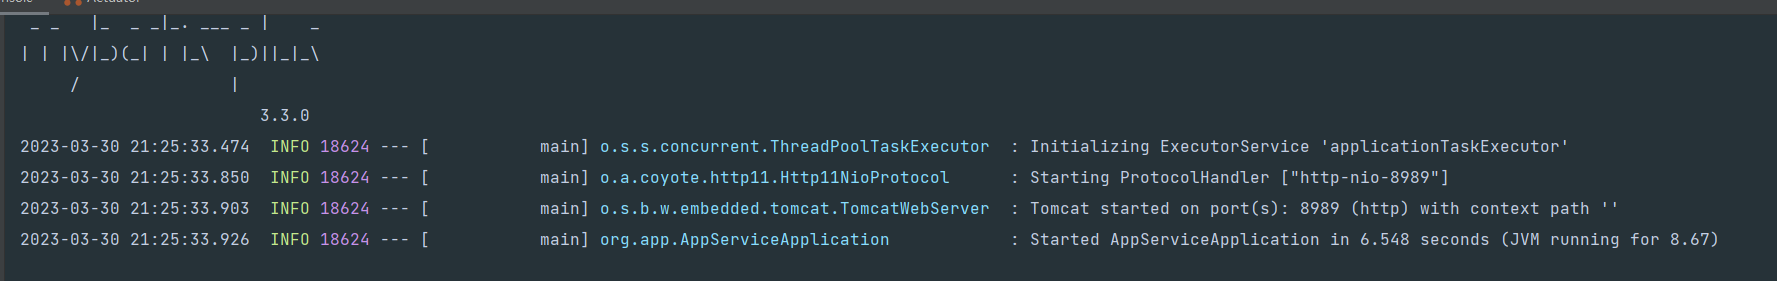 _ _   |_  _ _|_. ___ _ |    _
| | |\/|_)(_| | |_\  |_)||_|_\
     /               |
                        3.3.0
2023-03-30 21:25:33.474  INFO 18624 --- [           main] o.s.s.concurrent.ThreadPoolTaskExecutor  : Initializing ExecutorService 'applicationTaskExecutor'
2023-03-30 21:25:33.850  INFO 18624 --- [           main] o.a.coyote.http11.Http11NioProtocol      : Starting ProtocolHandler ["http-nio-8989"]
2023-03-30 21:25:33.903  INFO 18624 --- [           main] o.s.b.w.embedded.tomcat.TomcatWebServer  : Tomcat started on port(s): 8989 (http) with context path ''
2023-03-30 21:25:33.926  INFO 18624 --- [           main] org.app.AppServiceApplication            : Started AppServiceApplication in 6.548 seconds (JVM running for 8.67)